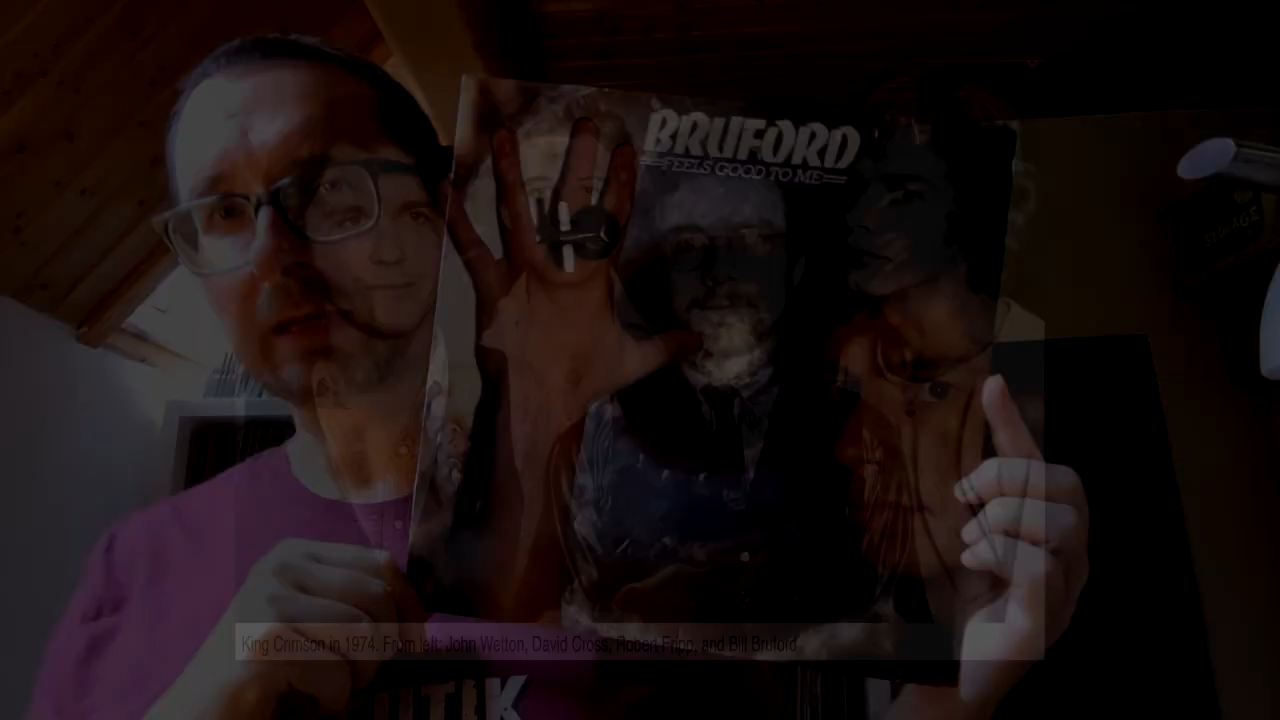 BRUFORD
FEELS GOOD TO ME
King Crimson in 1974. From left: John Wetton, David Cross, Robert Fripp, and Bill Bruford